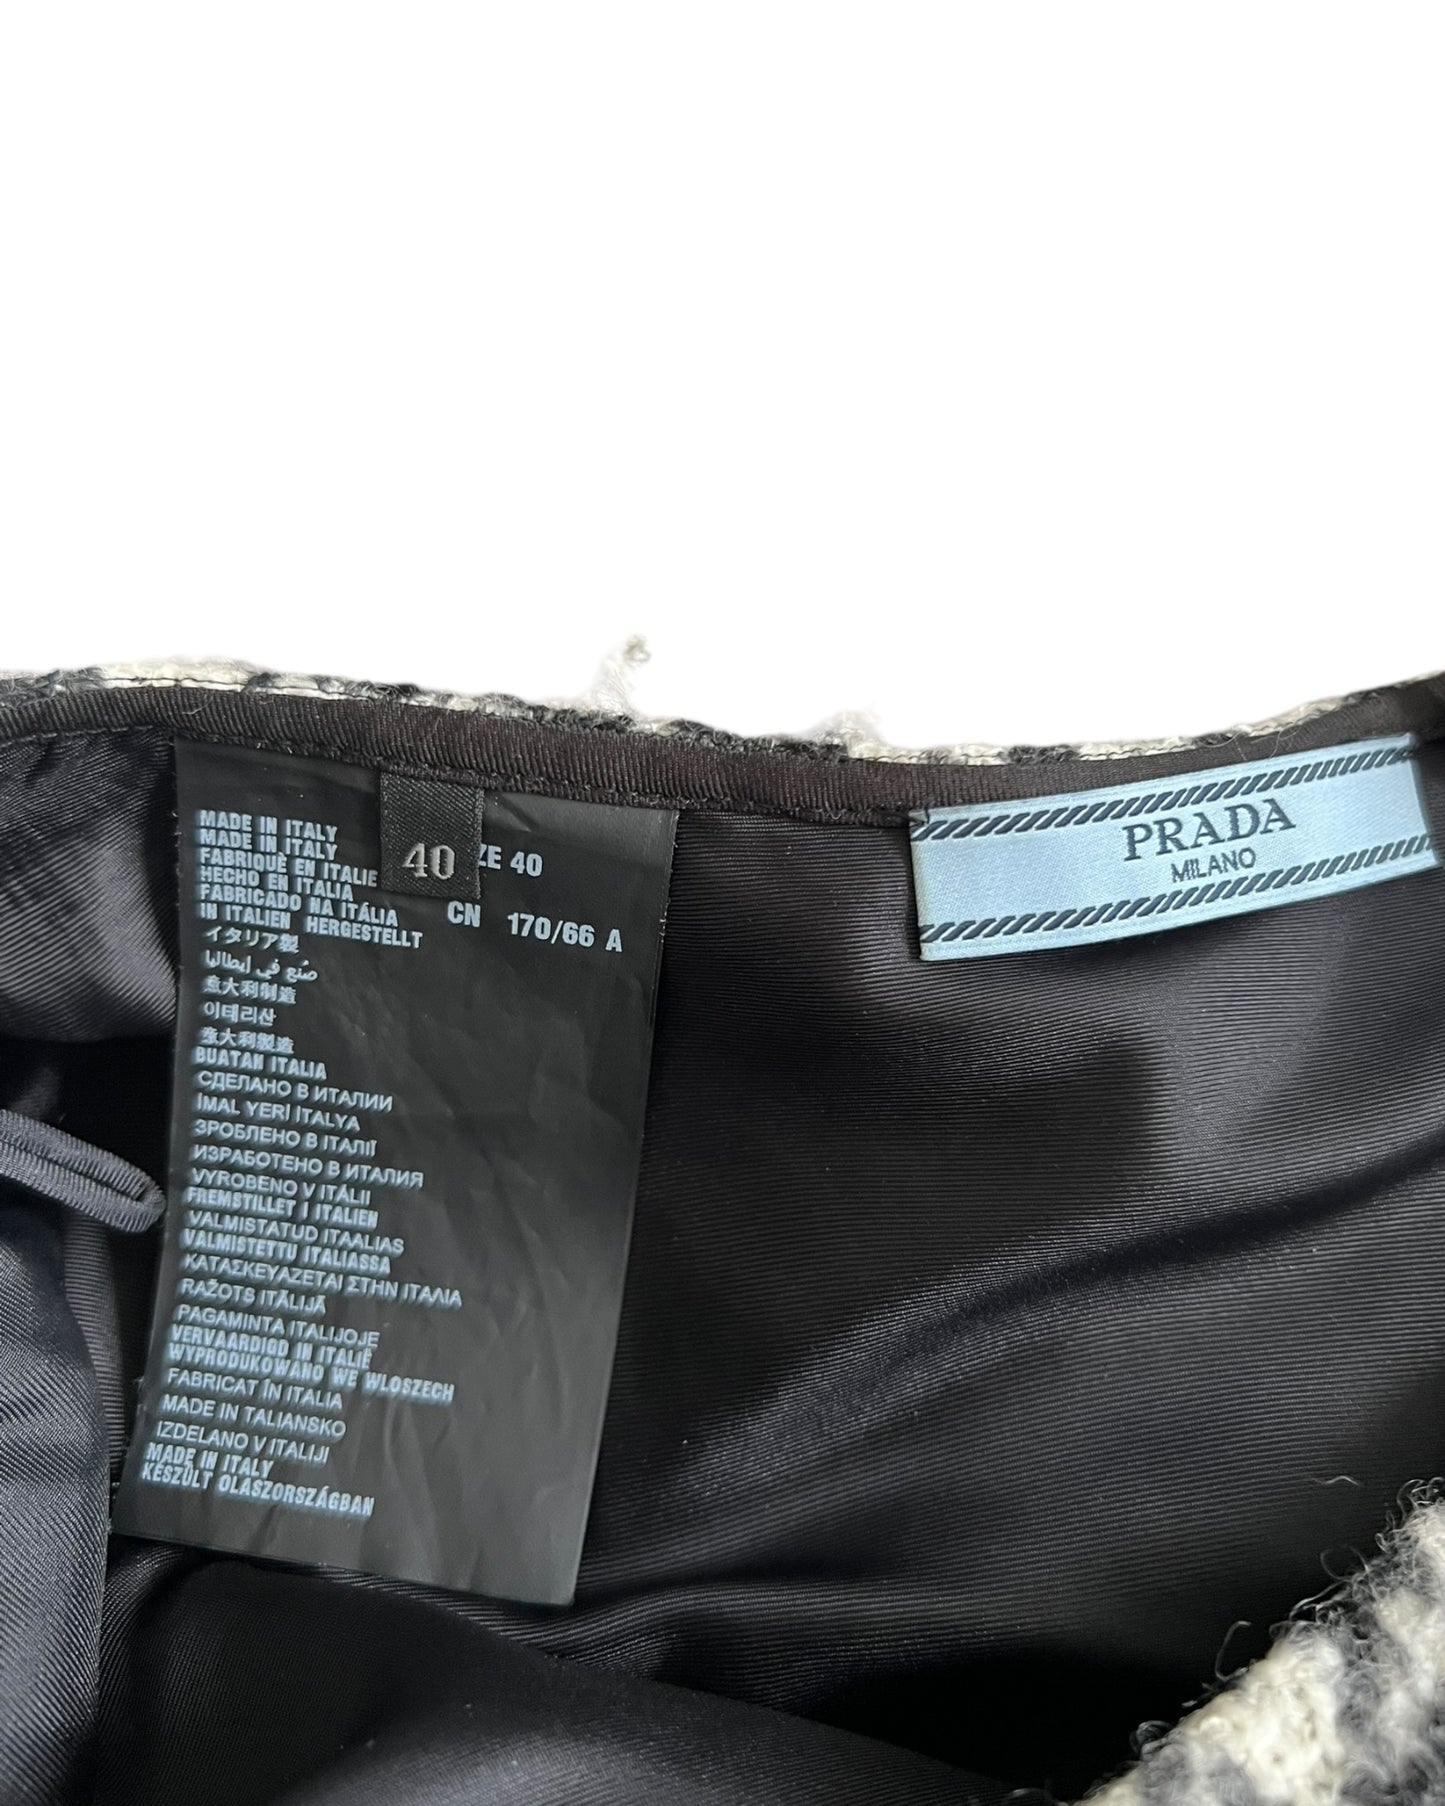 MADE IN ITALY
MADE IN ITALY
FABRIQUÉ EN ITALIE
HECHO EN ITALIA
FABRICADO NA ITÁLIA
IN ITALIEN HERGESTELLT
イタリア製
صُنع في إيطاليا
意大利制造
이태리산
意大利製造
BUATAN ITALIA
СДЕЛАНО В ИТАЛИИ
İMAL YERİ İTALYA
ЗРОБЛЕНО В ІТАЛІЇ
ИЗРАБОТЕНО В ИТАЛИЯ
VYROBENO V ITÁLII
FREMSTILLET I ITALIEN
VALMISTATUD ITAALIAS
VALMISTETTU ITALIASSA
ΚΑΤΑΣΚΕΥΑΖΕΤΑΙ ΣΤΗΝ ΙΤΑΛΙΑ
RAŽOTS ITĀLIJĀ
PAGAMINTA ITALIJOJE
VERVAARDIGD IN ITALIË
WYPRODUKOWANO WE WLOSZECH
FABRICAT ÎN ITALIA
MADE IN TALIANSKO
IZDELANO V ITALIJI
MADE IN ITALY
KÉSZÜLT OLASZORSZÁGBAN
40
ZE 40
CN 170/66 A
PRADA
MILANO